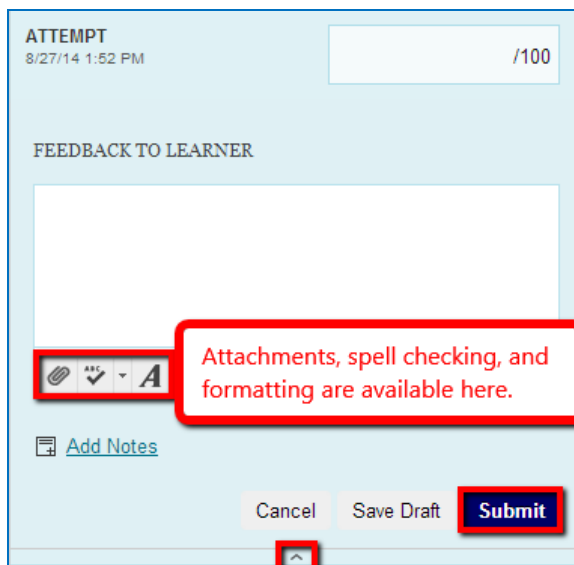 ATTEMPT
8/27/14 1:52 PM
/100
FEEDBACK TO LEARNER
Attachments, spell checking, and
formatting are available here.
ABC
A
Add Notes
Cancel Save Draft Submit